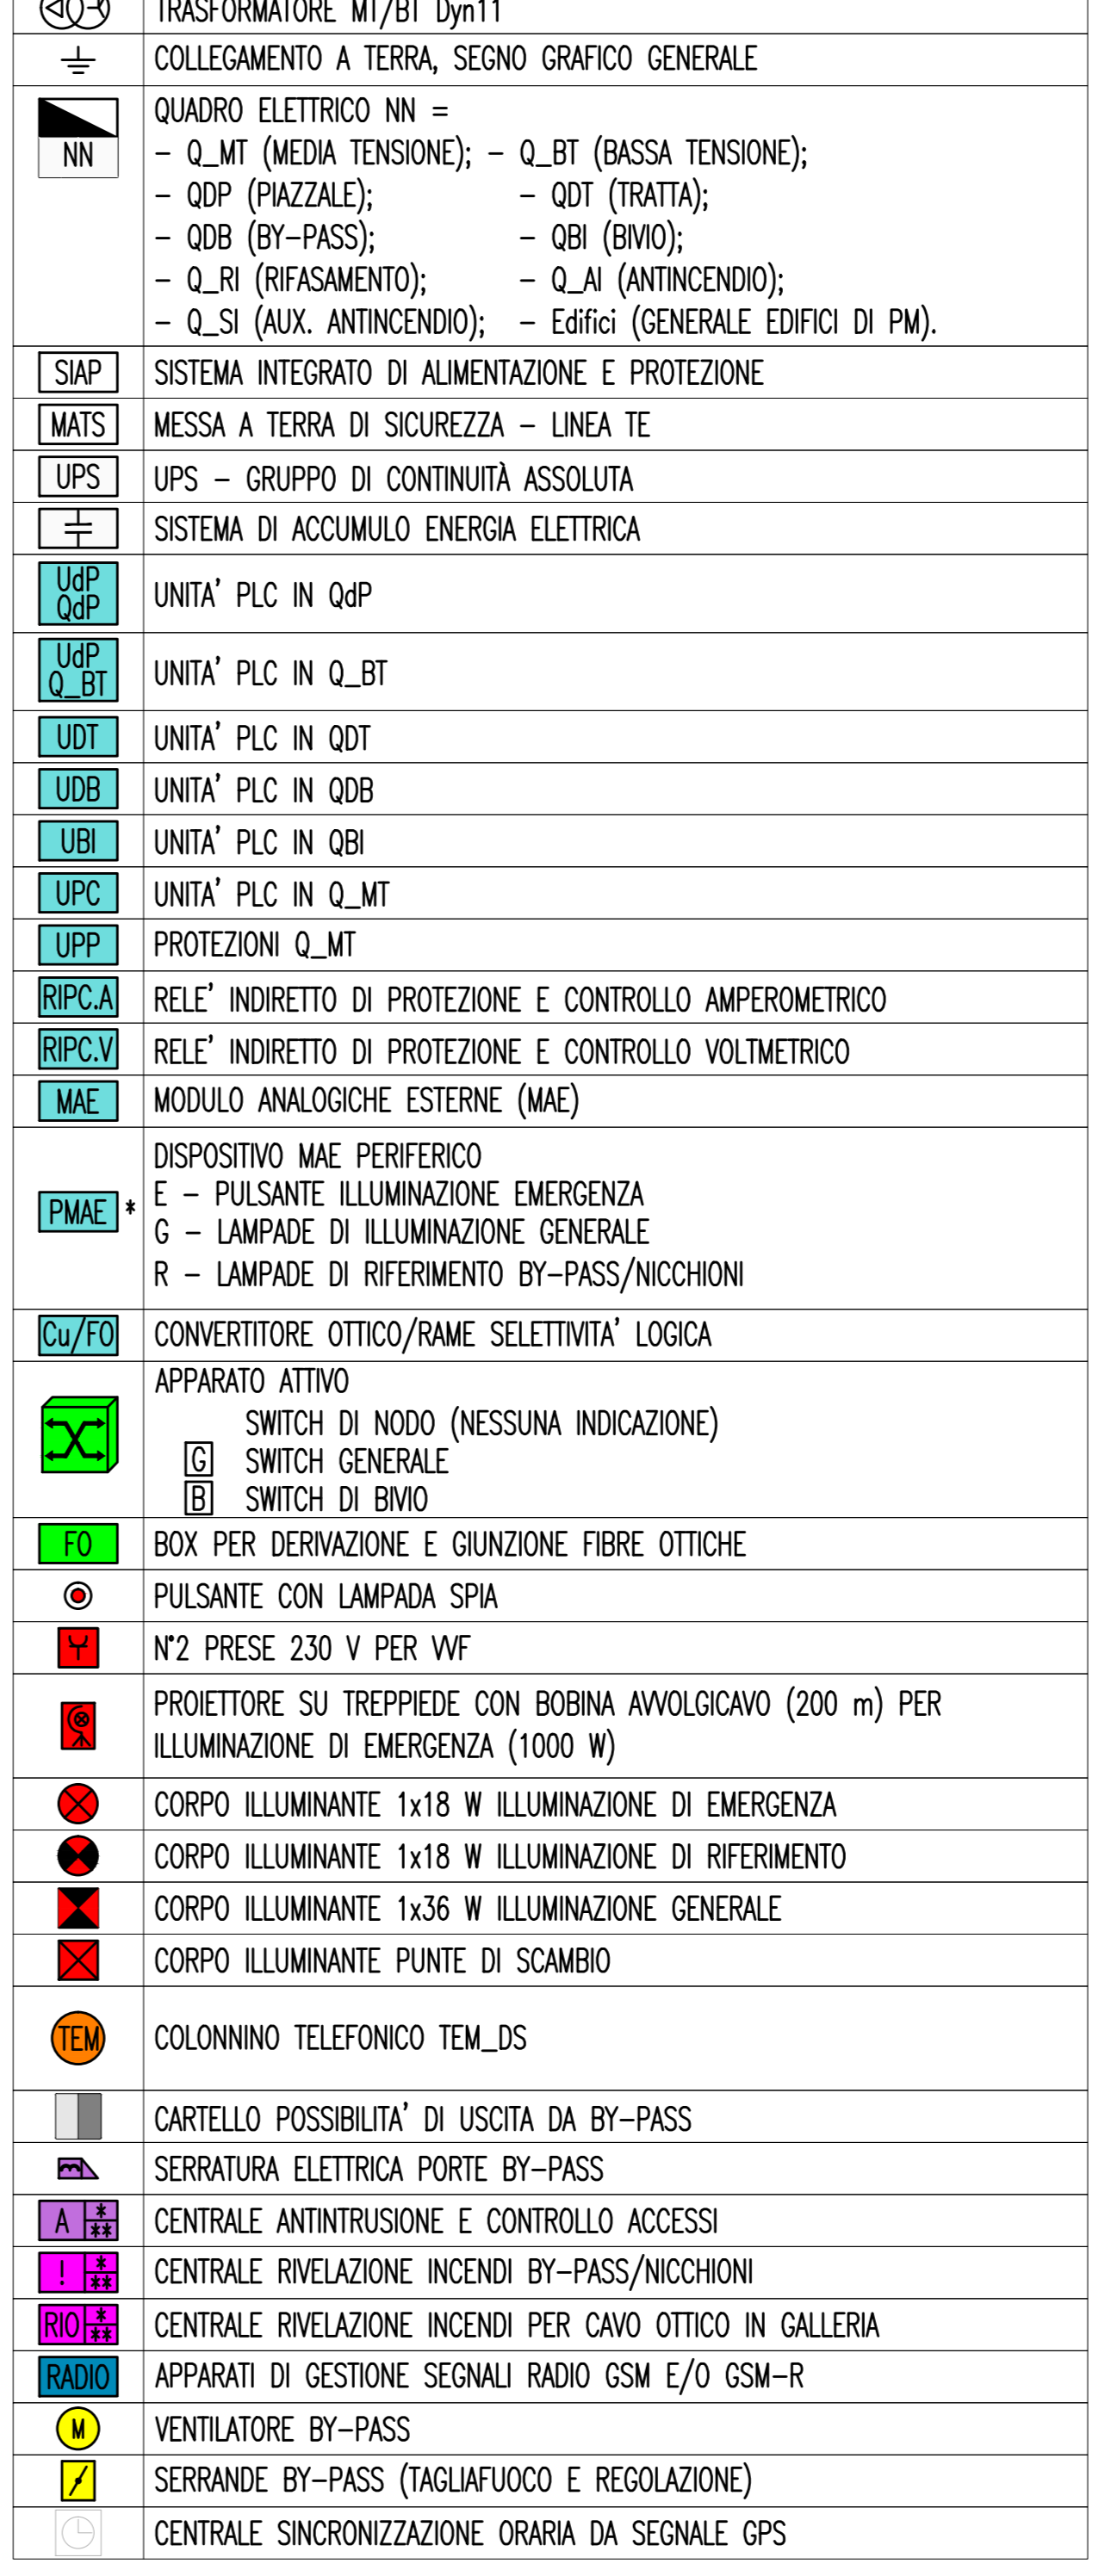 TRASFORMATORE MT/BT Dyn11
COLLEGAMENTO A TERRA, SEGNO GRAFICO GENERALE
QUADRO ELETTRICO NN =
NN
– Q_MT (MEDIA TENSIONE); – Q_BT (BASSA TENSIONE);
– QDP (PIAZZALE); – QDT (TRATTA);
– QDB (BY–PASS); – QBI (BIVIO);
– Q_RI (RIFASAMENTO); – Q_AI (ANTINCENDIO);
– Q_SI (AUX. ANTINCENDIO); – Edifici (GENERALE EDIFICI DI PM).
SIAP SISTEMA INTEGRATO DI ALIMENTAZIONE E PROTEZIONE
MATS MESSA A TERRA DI SICUREZZA – LINEA TE
UPS UPS – GRUPPO DI CONTINUITÀ ASSOLUTA
SISTEMA DI ACCUMULO ENERGIA ELETTRICA
UdP
QdP
UNITA' PLC IN QdP
UdP
Q_BT
UNITA' PLC IN Q_BT
UDT UNITA' PLC IN QDT
UDB UNITA' PLC IN QDB
UBI UNITA' PLC IN QBI
UPC UNITA' PLC IN Q_MT
UPP PROTEZIONI Q_MT
RIPC.A RELE' INDIRETTO DI PROTEZIONE E CONTROLLO AMPEROMETRICO
RIPC.V RELE' INDIRETTO DI PROTEZIONE E CONTROLLO VOLTMETRICO
MAE MODULO ANALOGICHE ESTERNE (MAE)
PMAE *
DISPOSITIVO MAE PERIFERICO
E – PULSANTE ILLUMINAZIONE EMERGENZA
G – LAMPADE DI ILLUMINAZIONE GENERALE
R – LAMPADE DI RIFERIMENTO BY–PASS/NICCHIONI
Cu/FO CONVERTITORE OTTICO/RAME SELETTIVITA' LOGICA
APPARATO ATTIVO
SWITCH DI NODO (NESSUNA INDICAZIONE)
G SWITCH GENERALE
B SWITCH DI BIVIO
FO BOX PER DERIVAZIONE E GIUNZIONE FIBRE OTTICHE
PULSANTE CON LAMPADA SPIA
N°2 PRESE 230 V PER VVF
PROIETTORE SU TREPPIEDE CON BOBINA AVVOLGICAVO (200 m) PER
ILLUMINAZIONE DI EMERGENZA (1000 W)
CORPO ILLUMINANTE 1x18 W ILLUMINAZIONE DI EMERGENZA
CORPO ILLUMINANTE 1x18 W ILLUMINAZIONE DI RIFERIMENTO
CORPO ILLUMINANTE 1x36 W ILLUMINAZIONE GENERALE
CORPO ILLUMINANTE PUNTE DI SCAMBIO
TEM COLONNINO TELEFONICO TEM_DS
CARTELLO POSSIBILITA' DI USCITA DA BY–PASS
SERRATURA ELETTRICA PORTE BY–PASS
A * ** CENTRALE ANTINTRUSIONE E CONTROLLO ACCESSI
! * ** CENTRALE RIVELAZIONE INCENDI BY–PASS/NICCHIONI
RIO * ** CENTRALE RIVELAZIONE INCENDI PER CAVO OTTICO IN GALLERIA
RADIO APPARATI DI GESTIONE SEGNALI RADIO GSM E/O GSM–R
M VENTILATORE BY–PASS
SERRANDE BY–PASS (TAGLIAFUOCO E REGOLAZIONE)
CENTRALE SINCRONIZZAZIONE ORARIA DA SEGNALE GPS